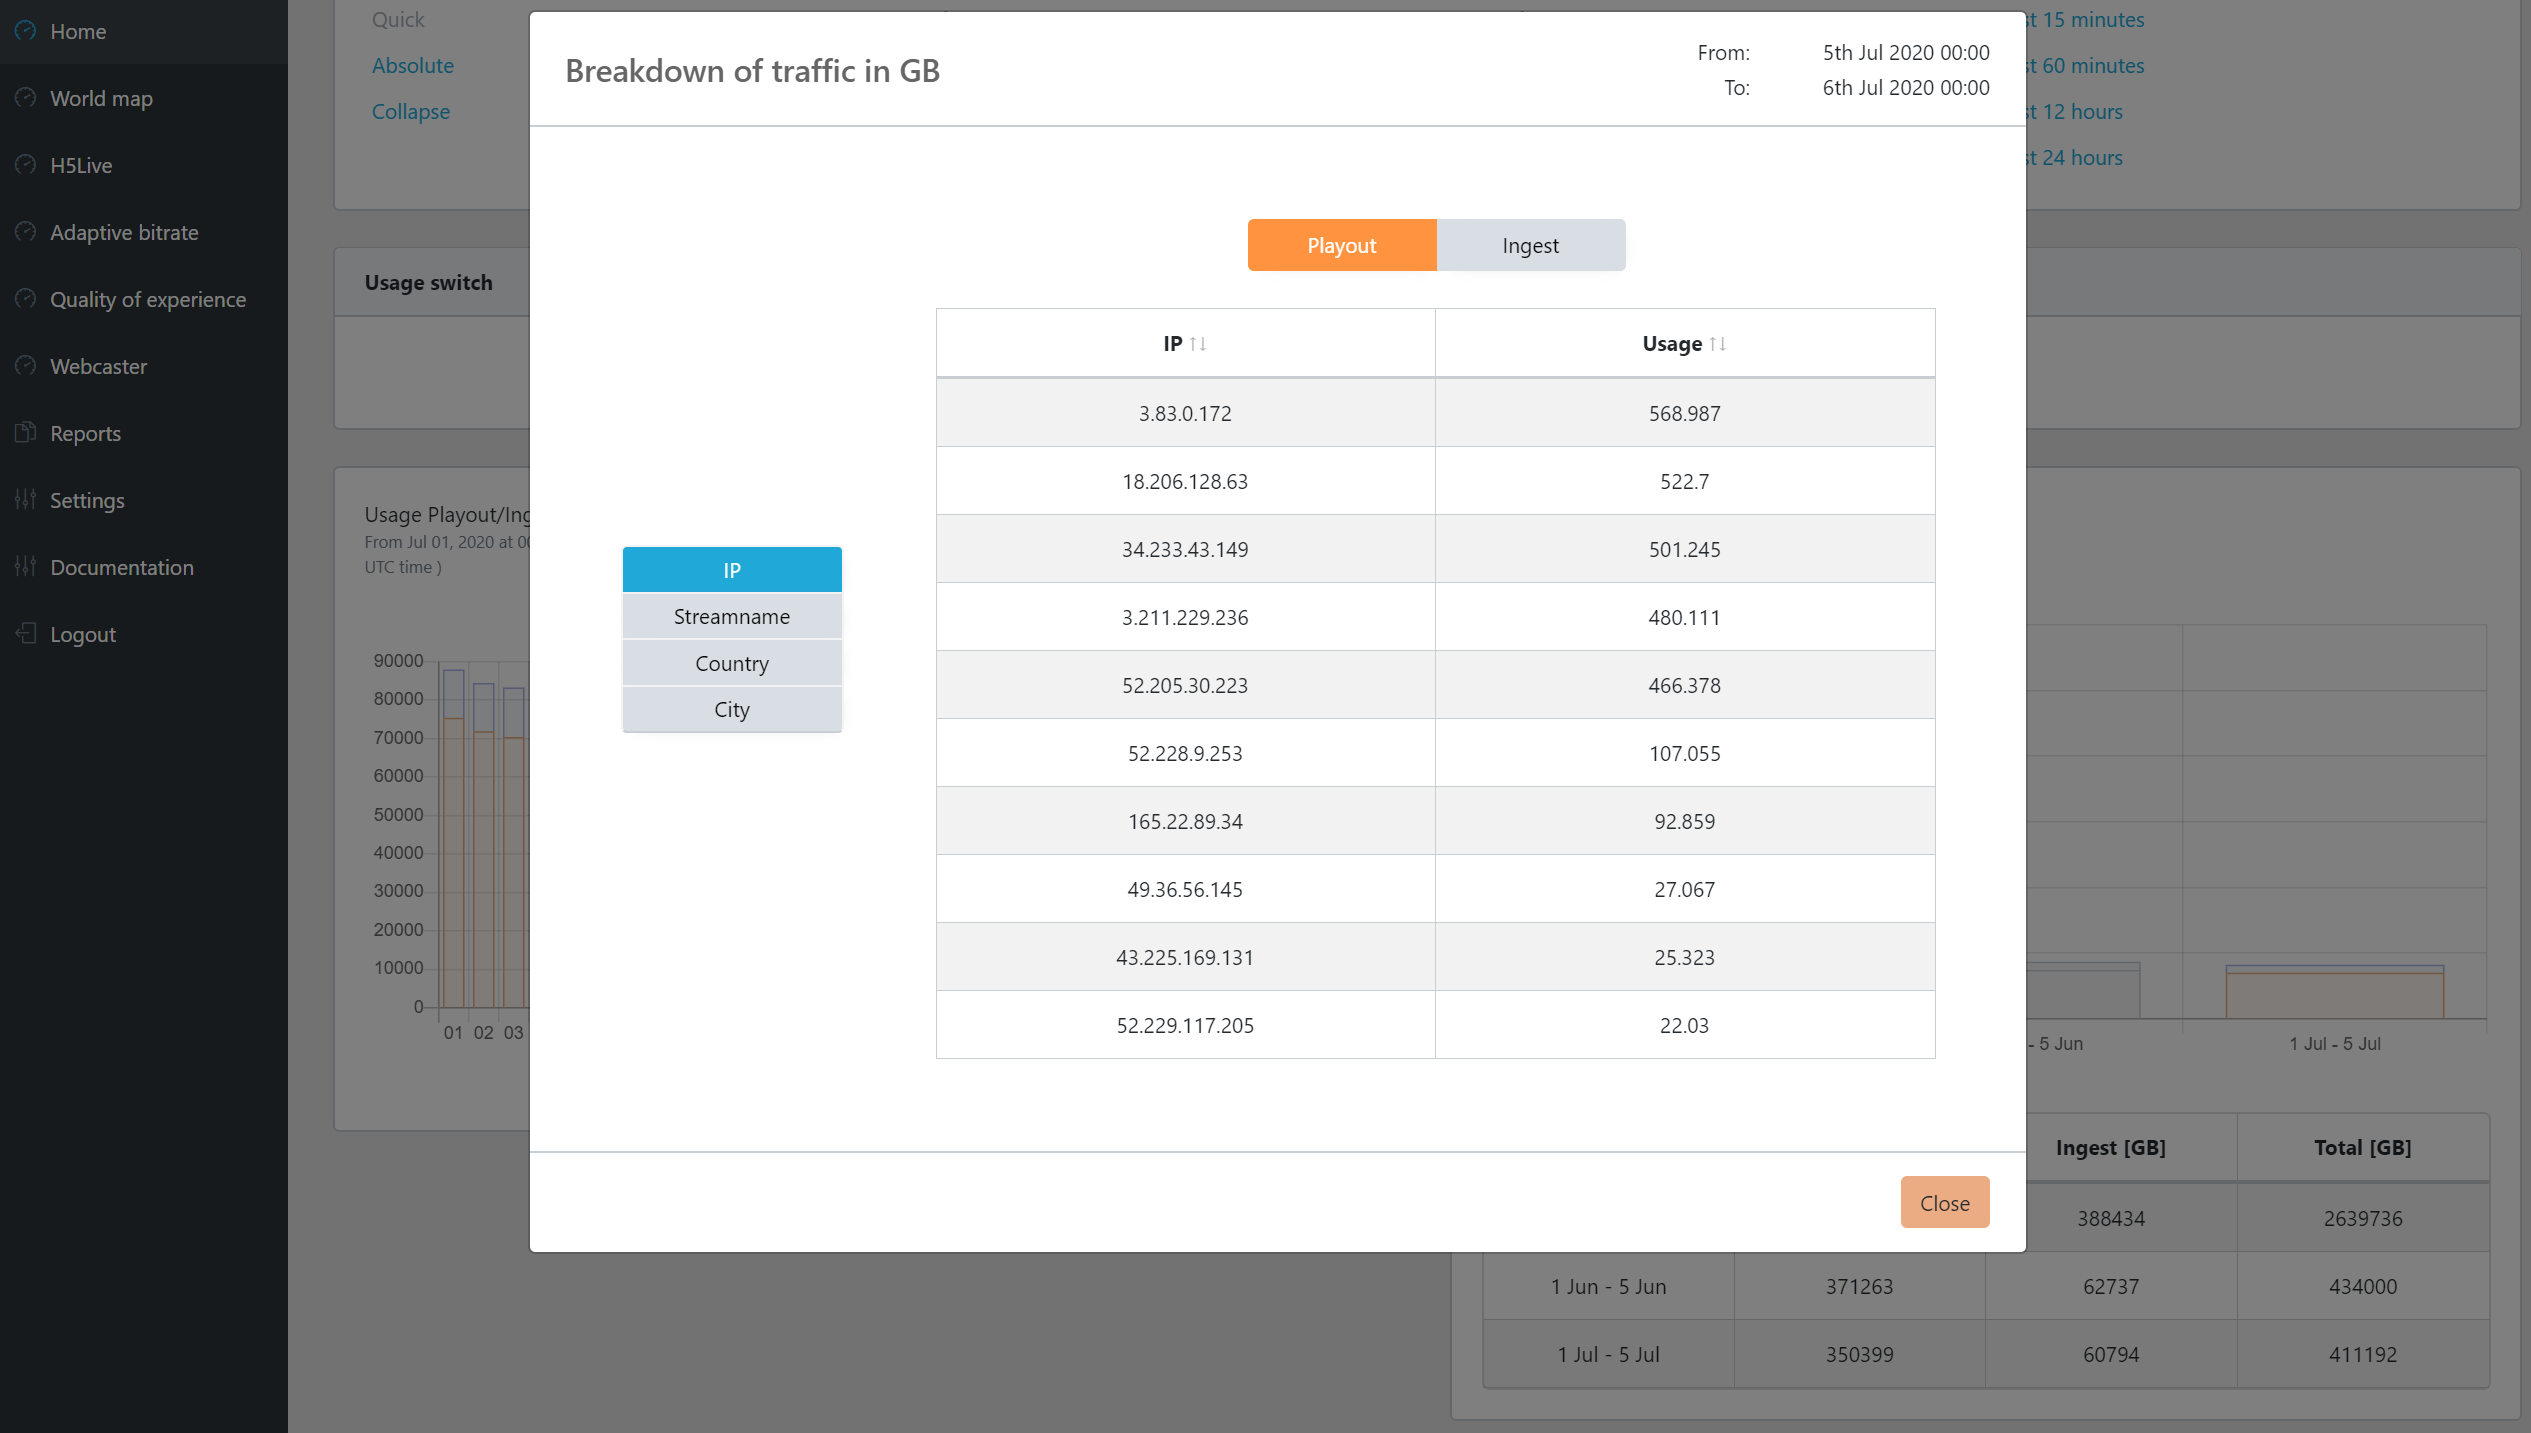 Home
World map
H5Live
Adaptive bitrate
Quality of experience
Webcaster
Reports
Settings
Documentation
Logout
Quick
Absolute
Collapse
st 15 minutes
st 60 minutes
st 12 hours
st 24 hours
Usage switch
Usage Playout/Ing
From Jul 01, 2020 at 00
UTC time )
90000
80000
70000
60000
50000
40000
30000
20000
10000
0
01 02 03
Breakdown of traffic in GB
From: 5th Jul 2020 00:00
To: 6th Jul 2020 00:00
Playout Ingest
IP
Streamname
Country
City
IP ↑↓ Usage ↑↓
3.83.0.172 568.987
18.206.128.63 522.7
34.233.43.149 501.245
3.211.229.236 480.111
52.205.30.223 466.378
52.228.9.253 107.055
165.22.89.34 92.859
49.36.56.145 27.067
43.225.169.131 25.323
52.229.117.205 22.03
Close
- 5 Jun 1 Jul - 5 Jul
Ingest [GB] Total [GB]
388434 2639736
1 Jun - 5 Jun 371263 62737 434000
1 Jul - 5 Jul 350399 60794 411192